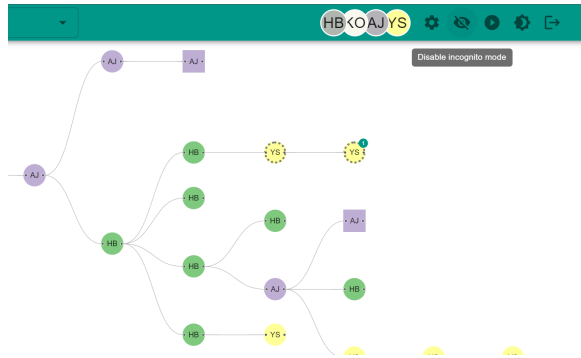 HB KO AJ YS
Disable incognito mode
AJ AJ
HB YS YS 1
AJ
HB
HB AJ
HB
HB
AJ HB
HB YS